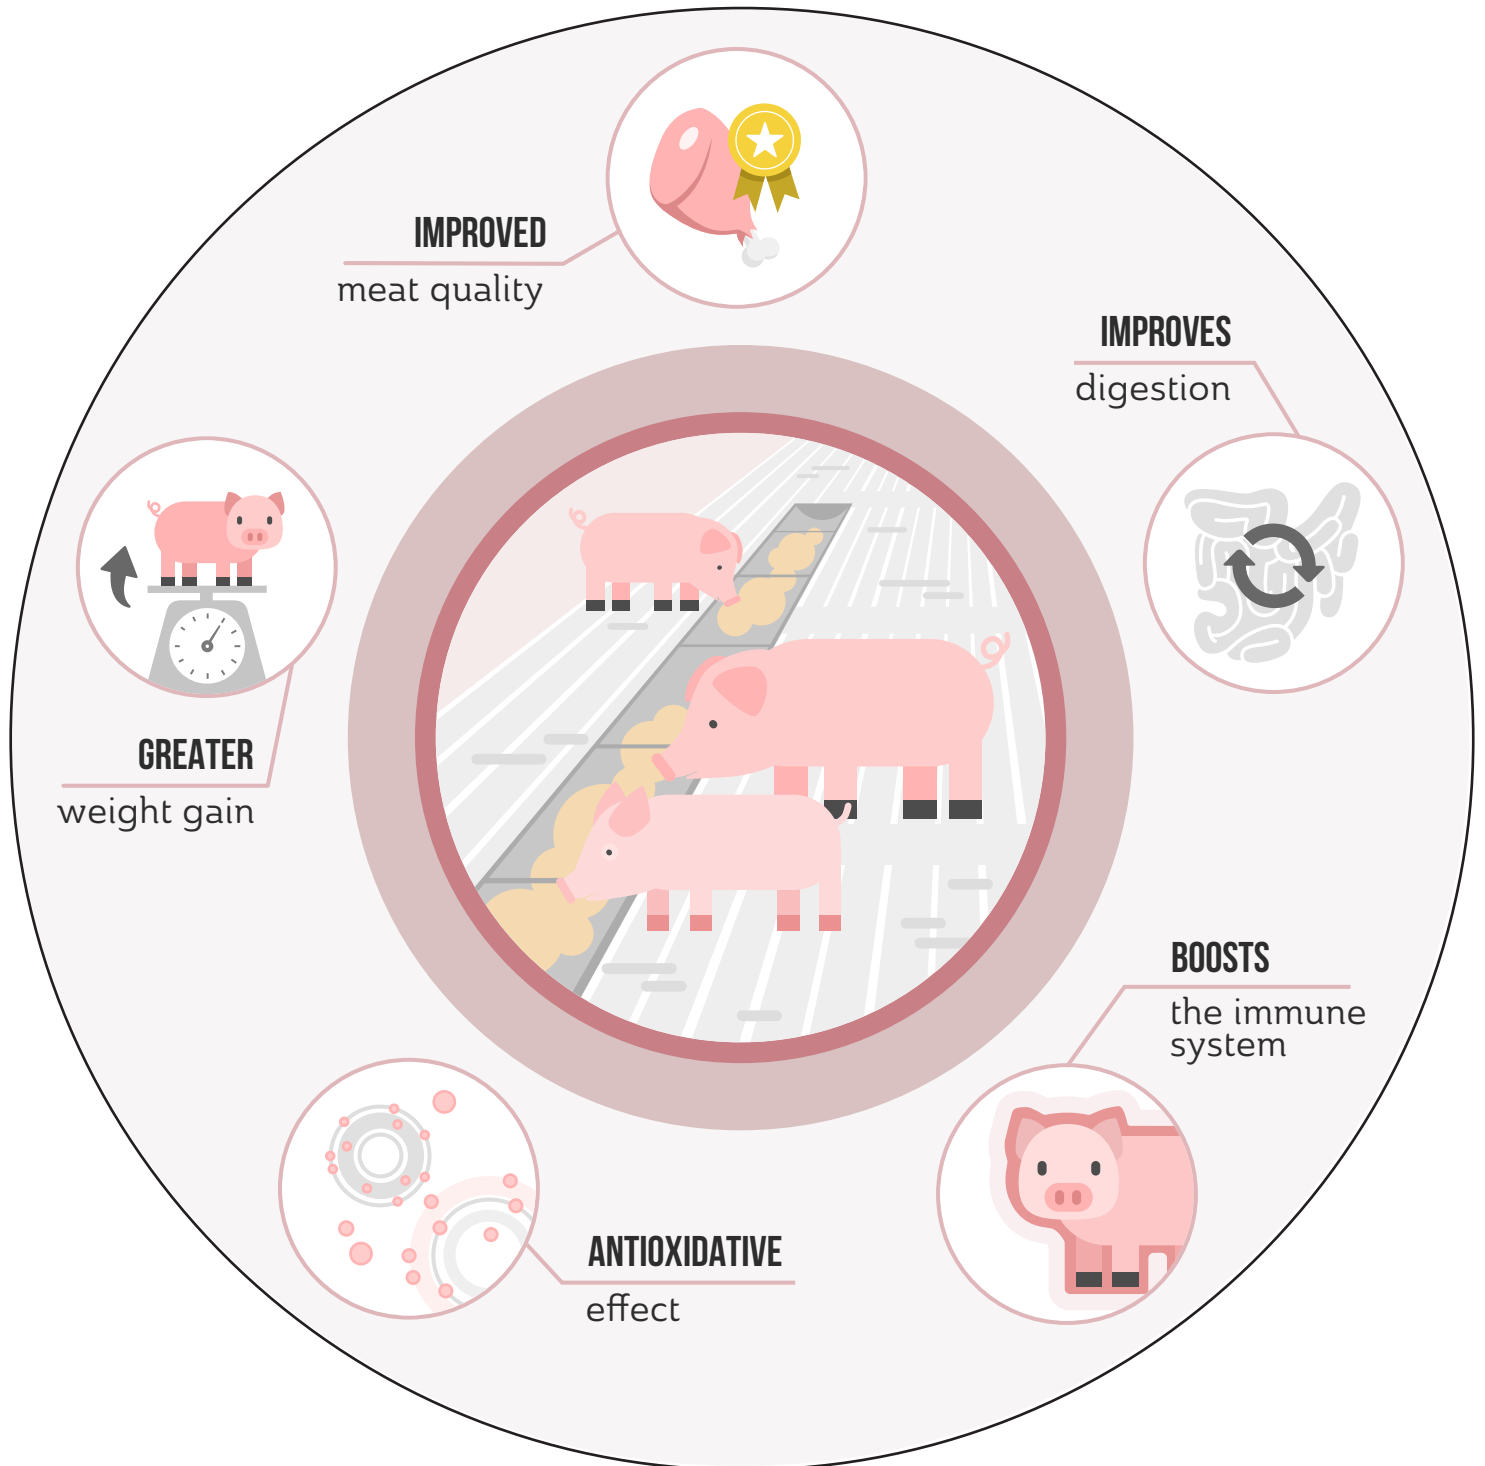 IMPROVED
meat quality
IMPROVES
digestion
GREATER
weight gain
BOOSTS
the immune
system
ANTIOXIDATIVE
effect